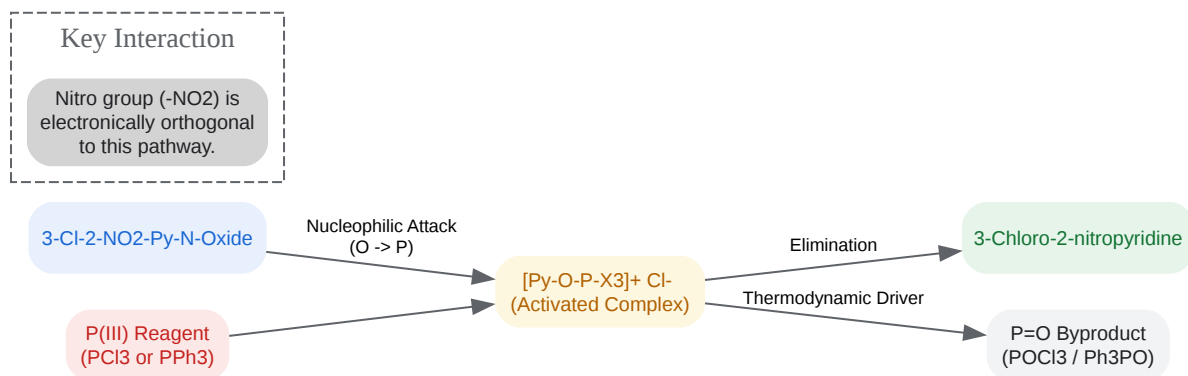 Key Interaction
Nitro group (-NO2) is
electronically orthogonal
to this pathway.
3-Cl-2-NO2-Py-N-Oxide
Nucleophilic Attack
(O -> P)
P(III) Reagent
(PCl3 or PPh3)
[Py-O-P-X3]+ Cl-
(Activated Complex)
Elimination
Thermodynamic Driver
3-Chloro-2-nitropyridine
P=O Byproduct
(POCl3 / Ph3PO)